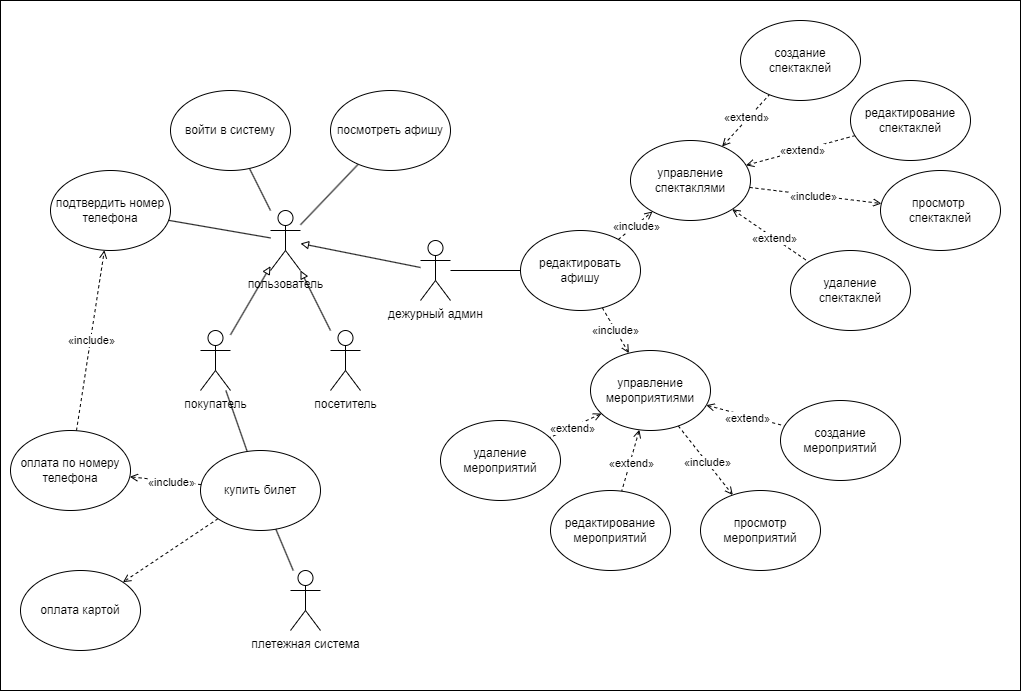 создание
спектаклей
«extend»
редактирование
спектаклей
войти в систему
посмотреть афишу
«extend»
управление
спектаклями
«include»
просмотр
спектаклей
подтвердить номер
телефона
«include»
«extend»
пользователь
редактировать
афишу
удаление
спектаклей
дежурный админ
«include»
«include»
покупатель
посетитель
управление
мероприятиями
«extend»
«extend»
создание
мероприятий
удаление
мероприятий
«extend»
«include»
оплата по номеру
телефона
«include»
купить билет
редактирование
мероприятий
просмотр
мероприятий
оплата картой
плетежная система